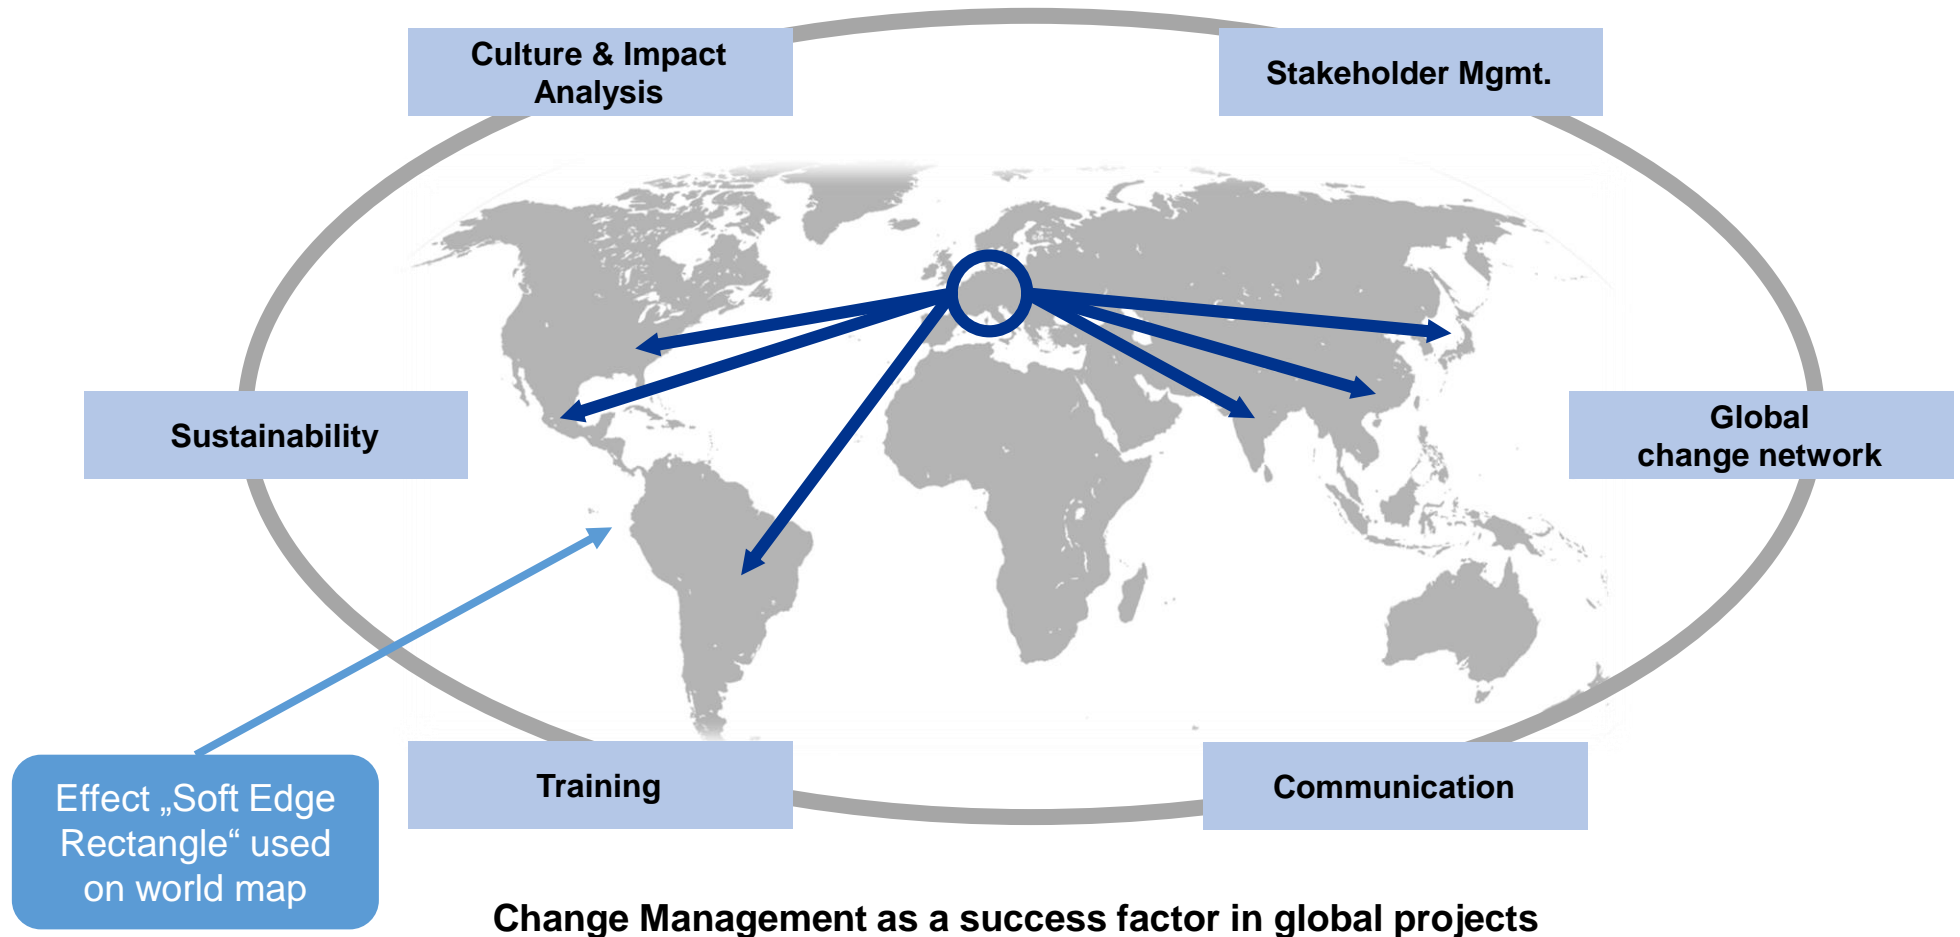 Culture & Impact
Analysis
Stakeholder Mgmt.
Sustainability
Global
change network
Training
Communication
Effect „Soft Edge
Rectangle“ used
on world map
Change Management as a success factor in global projects